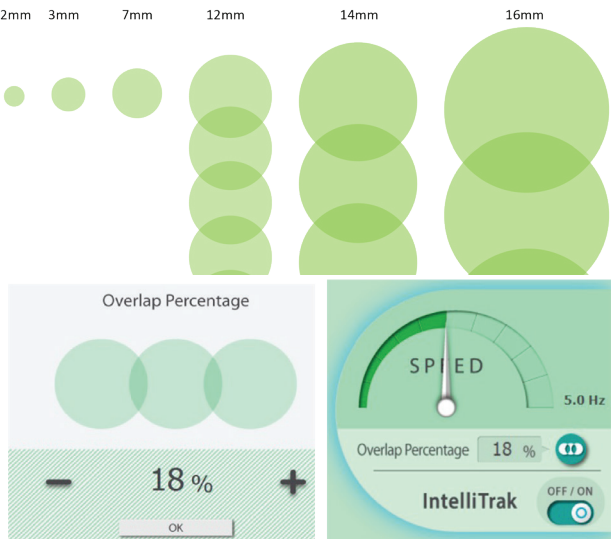 2mm 3mm 7mm 12mm 14mm 16mm
Overlap Percentage
18 %
OK
SPEED
5.0 Hz
Overlap Percentage 18 %
IntelliTrak
OFF / ON